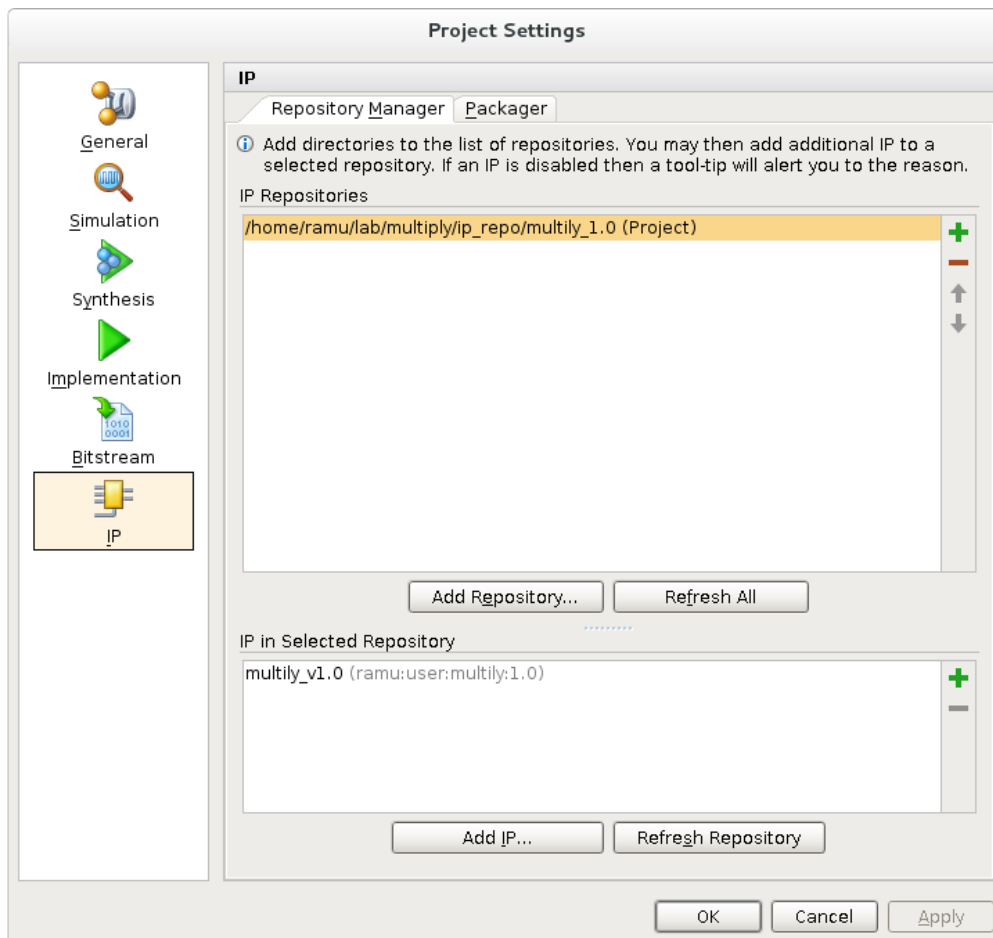 Project Settings
General
Simulation
Synthesis
Implementation
1010
0001
Bitstream
IP
IP
Repository Manager
Packager
Add directories to the list of repositories. You may then add additional IP to a
selected repository. If an IP is disabled then a tool-tip will alert you to the reason.
IP Repositories
/home/ramu/lab/multiply/ip_repo/multily_1.0 (Project)
Add Repository...
Refresh All
IP in Selected Repository
multily_v1.0 (ramu:user:multily:1.0)
Add IP...
Refresh Repository
OK
Cancel
Apply